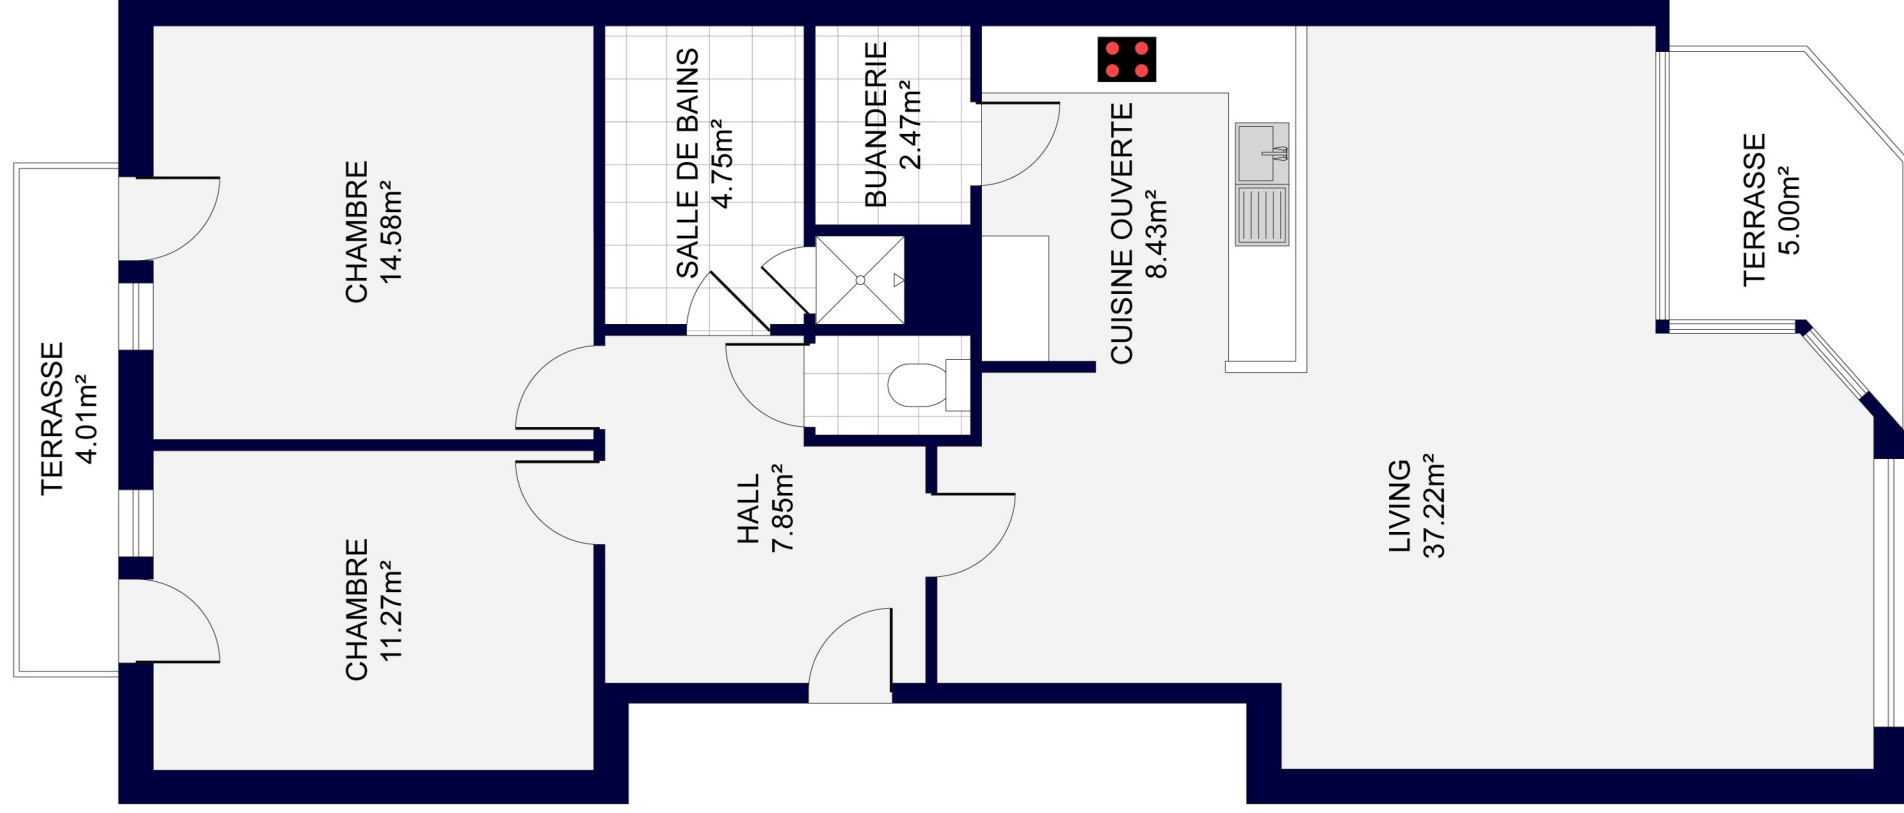 TERRASSE
4.01m²
CHAMBRE
14.58m²
CHAMBRE
11.27m²
SALLE DE BAINS
4.75m²
HALL
7.85m²
BUANDERIE
2.47m²
CUISINE OUVERTE
8.43m²
LIVING
37.22m²
TERRASSE
5.00m²